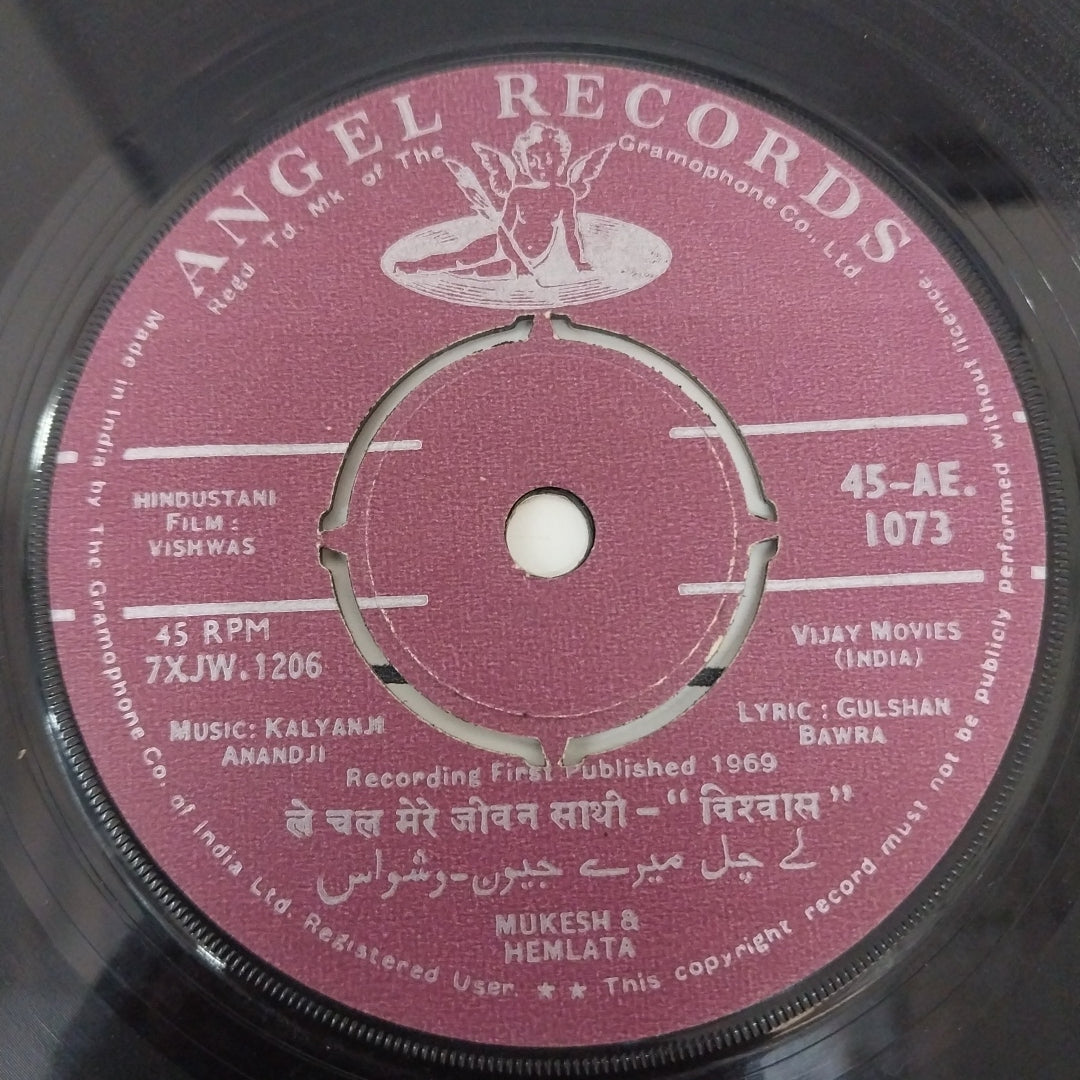 ANGEL RECORDS
Regd Td. Mk. of The Gramophone Co., Ltd.
HINDUSTANI
FILM :
VISHWAS
45-AE.
1073
45 RPM
7XJW.1206
VIJAY MOVIES
(INDIA)
MUSIC: KALYANJI
ANANDJI
LYRIC : GULSHAN
BAWRA
Recording First Published 1969
ले चल मेरे जीवन साथी - “ विश्वास ”
لے چل میرے جیون - وشواس
MUKESH &
HEMLATA
Made in India by The Gramophone Co. of India Ltd. Registered User. ★ ★ This copyright record must not be publicly performed without licence.